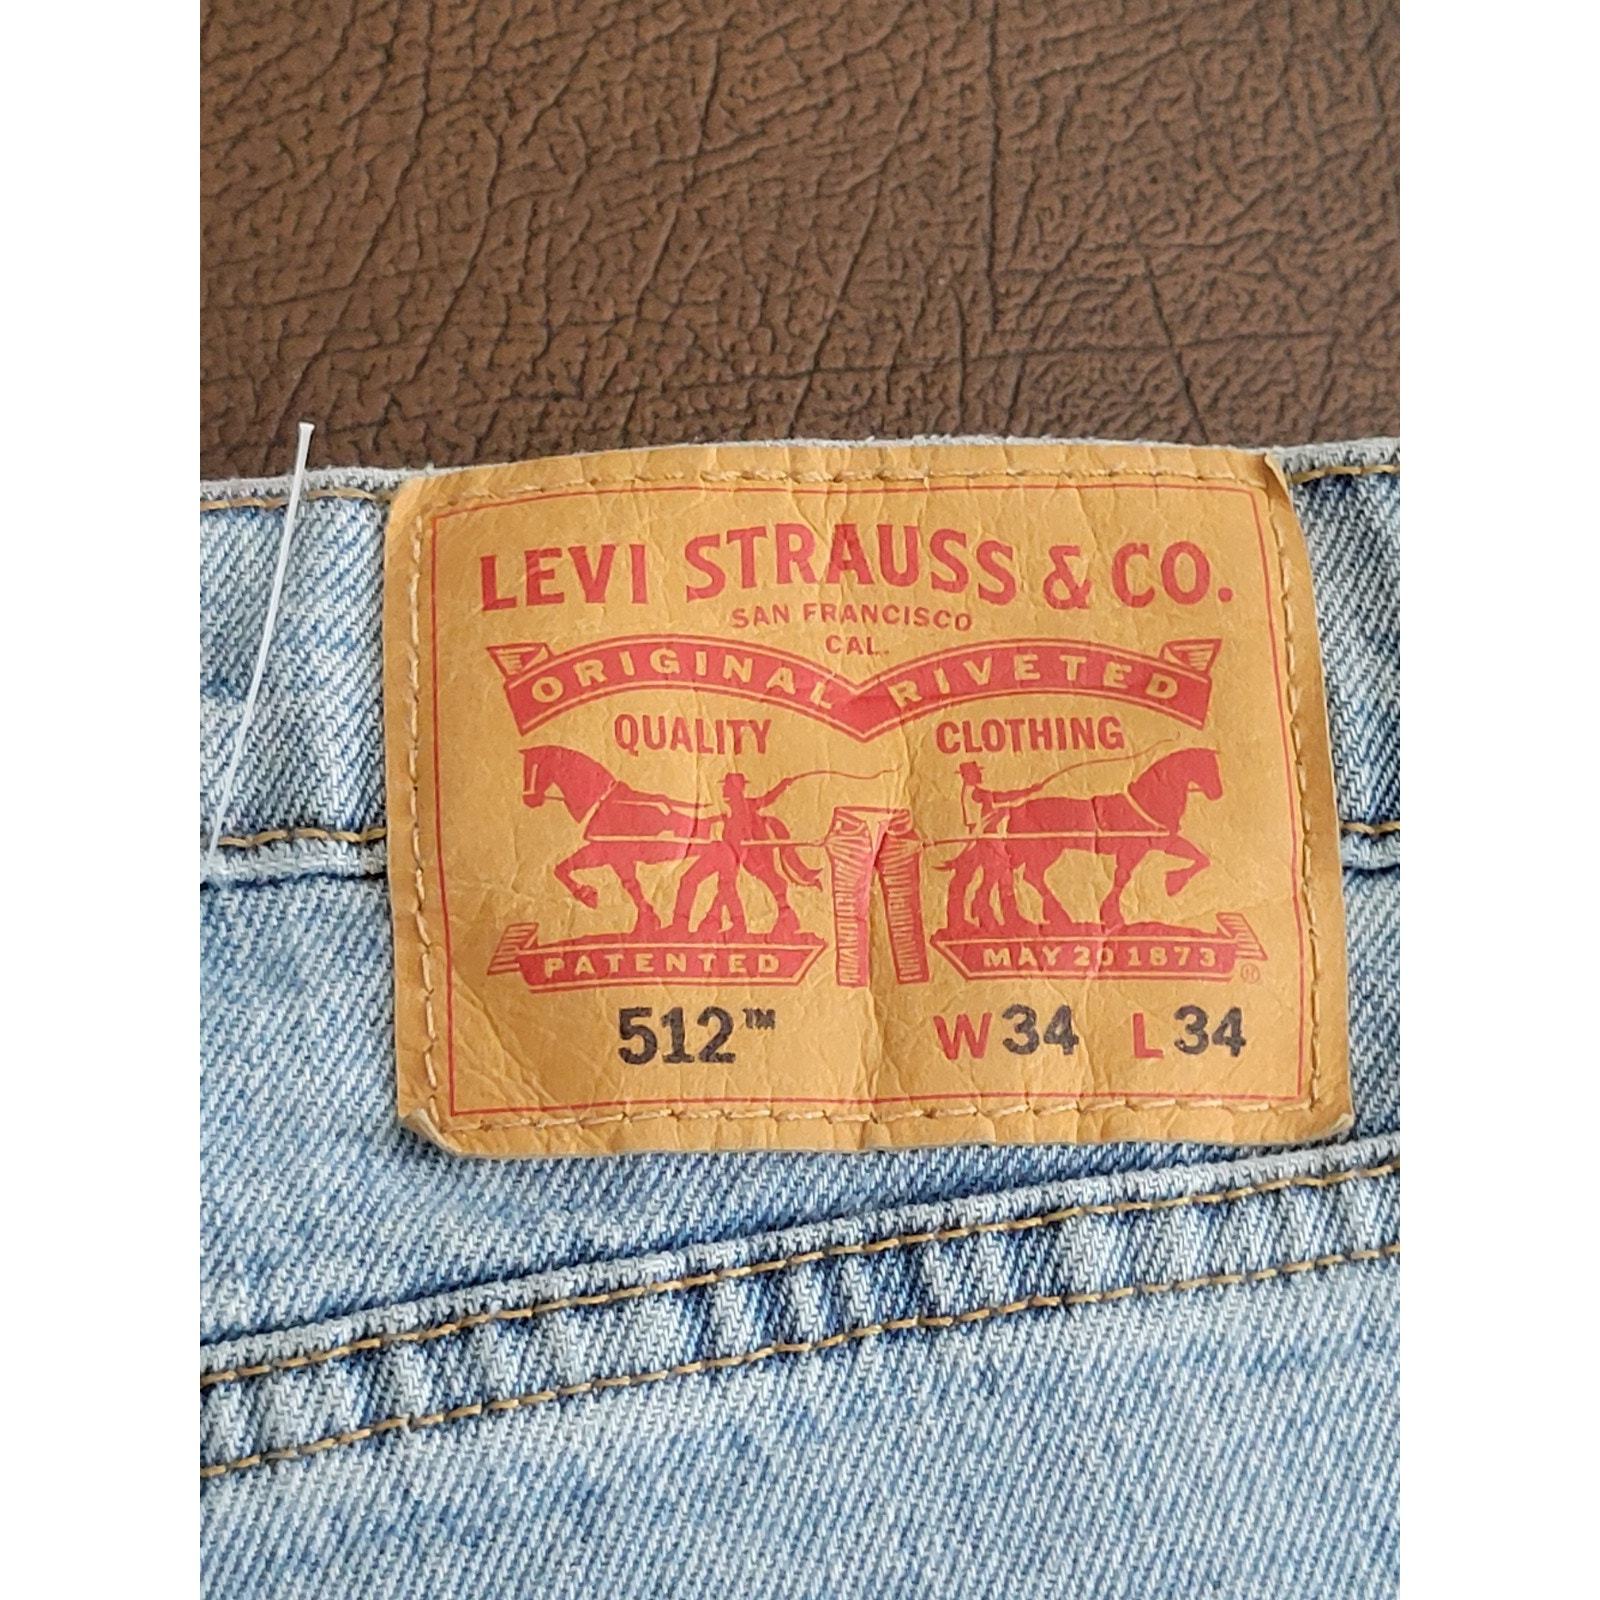 LEVI STRAUSS & CO.
SAN FRANCISCO
CAL.
ORIGINAL RIVETED
QUALITY CLOTHING
PATENTED MAY 20 1873 ®
512™ W34 L34